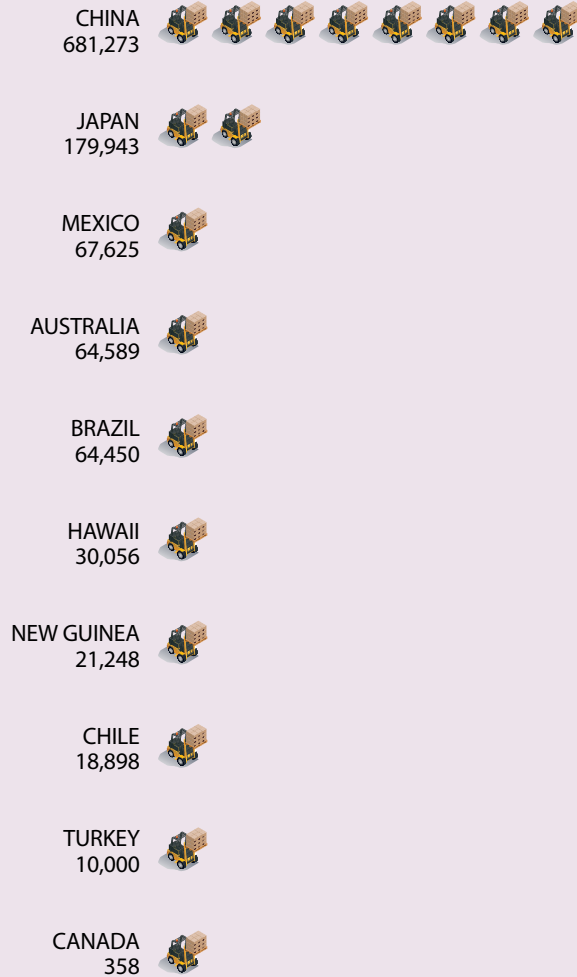 CHINA
681,273
JAPAN
179,943
MEXICO
67,625
AUSTRALIA
64,589
BRAZIL
64,450
HAWAII
30,056
NEW GUINEA
21,248
CHILE
18,898
TURKEY
10,000
CANADA
358